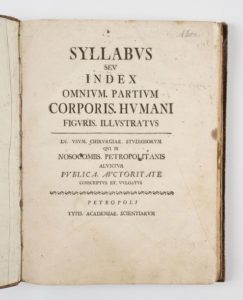 SYLLABVS
SEV
INDEX
OMNIVM. PARTIVM
CORPORIS. HVMANI
FIGVRIS. ILLVSTRATVS
IN. VSVM. CHIRVRGIAE. STVDIOSORVM
QVI IN
NOSOCOMIIS. PETROPOLITANIS
ALVNTVR
PVBLICA. AVCTORITATE
CONSCRIPTVS ET. VVLGATVS
PETROPOLI
TYPIS. ACADEMIAE. SCIENTIARVM